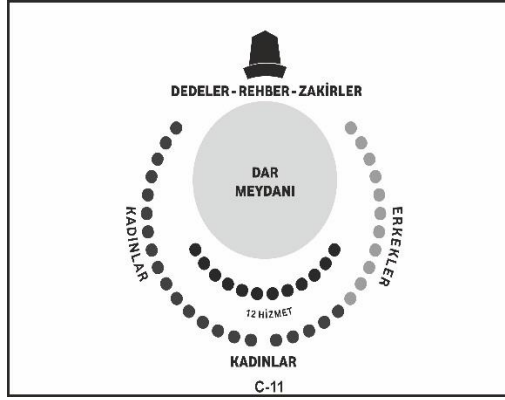 DEDELER - REHBER - ZAKİRLER
DAR
MEYDANI
KADINLAR
ERKEKLER
12 HİZMET
KADINLAR
C-11